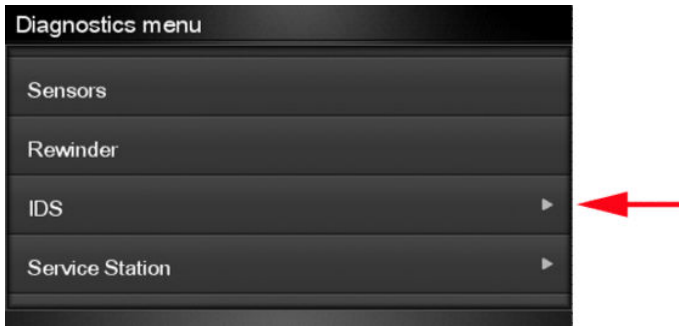 Diagnostics menu
Sensors
Rewinder
IDS
Service Station